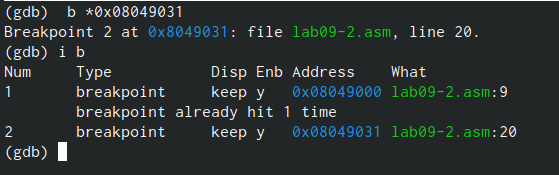 (gdb)  b *0x08049031
Breakpoint 2 at 0x8049031: file lab09-2.asm, line 20.
(gdb) i b
Num     Type           Disp Enb Address    What
1       breakpoint     keep y   0x08049000 lab09-2.asm:9
        breakpoint already hit 1 time
2       breakpoint     keep y   0x08049031 lab09-2.asm:20
(gdb)